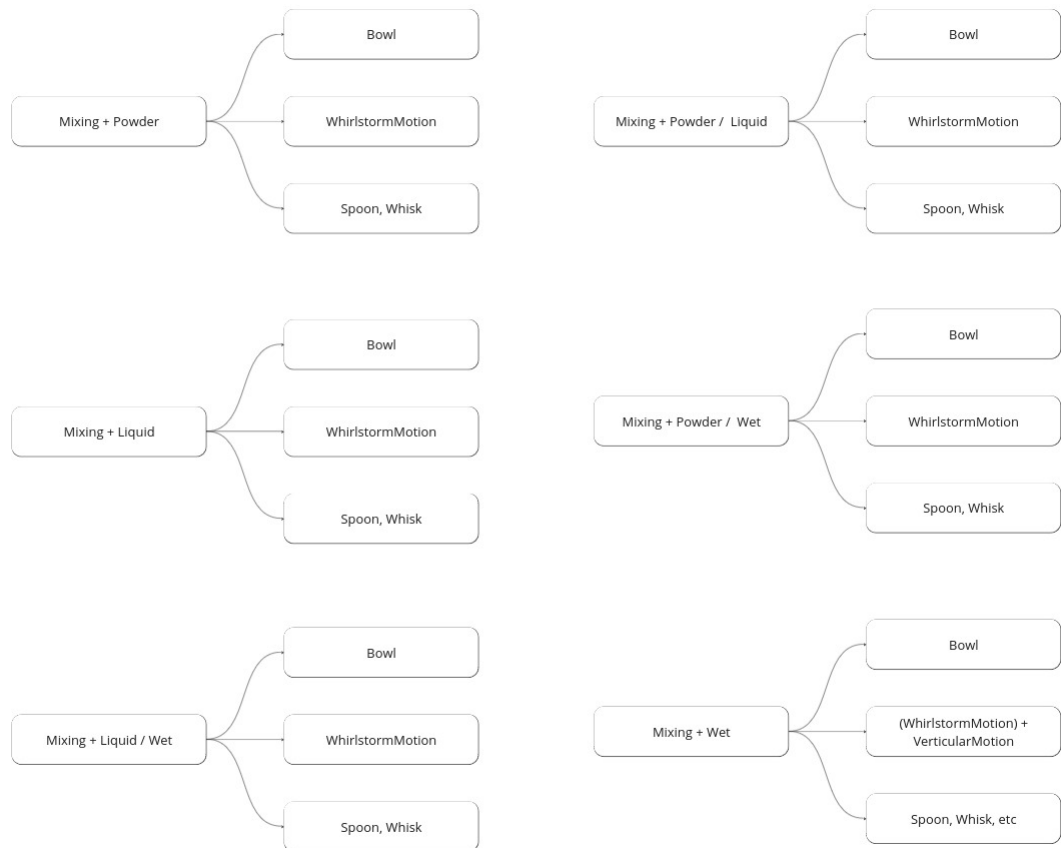 Bowl
Mixing + Powder
WhirlstormMotion
Spoon, Whisk
Bowl
Mixing + Powder /  Liquid
WhirlstormMotion
Spoon, Whisk
Bowl
Mixing + Liquid
WhirlstormMotion
Spoon, Whisk
Bowl
Mixing + Powder /  Wet
WhirlstormMotion
Spoon, Whisk
Bowl
Mixing + Liquid / Wet
WhirlstormMotion
Spoon, Whisk
Bowl
Mixing + Wet
(WhirlstormMotion) +
VerticularMotion
Spoon, Whisk, etc